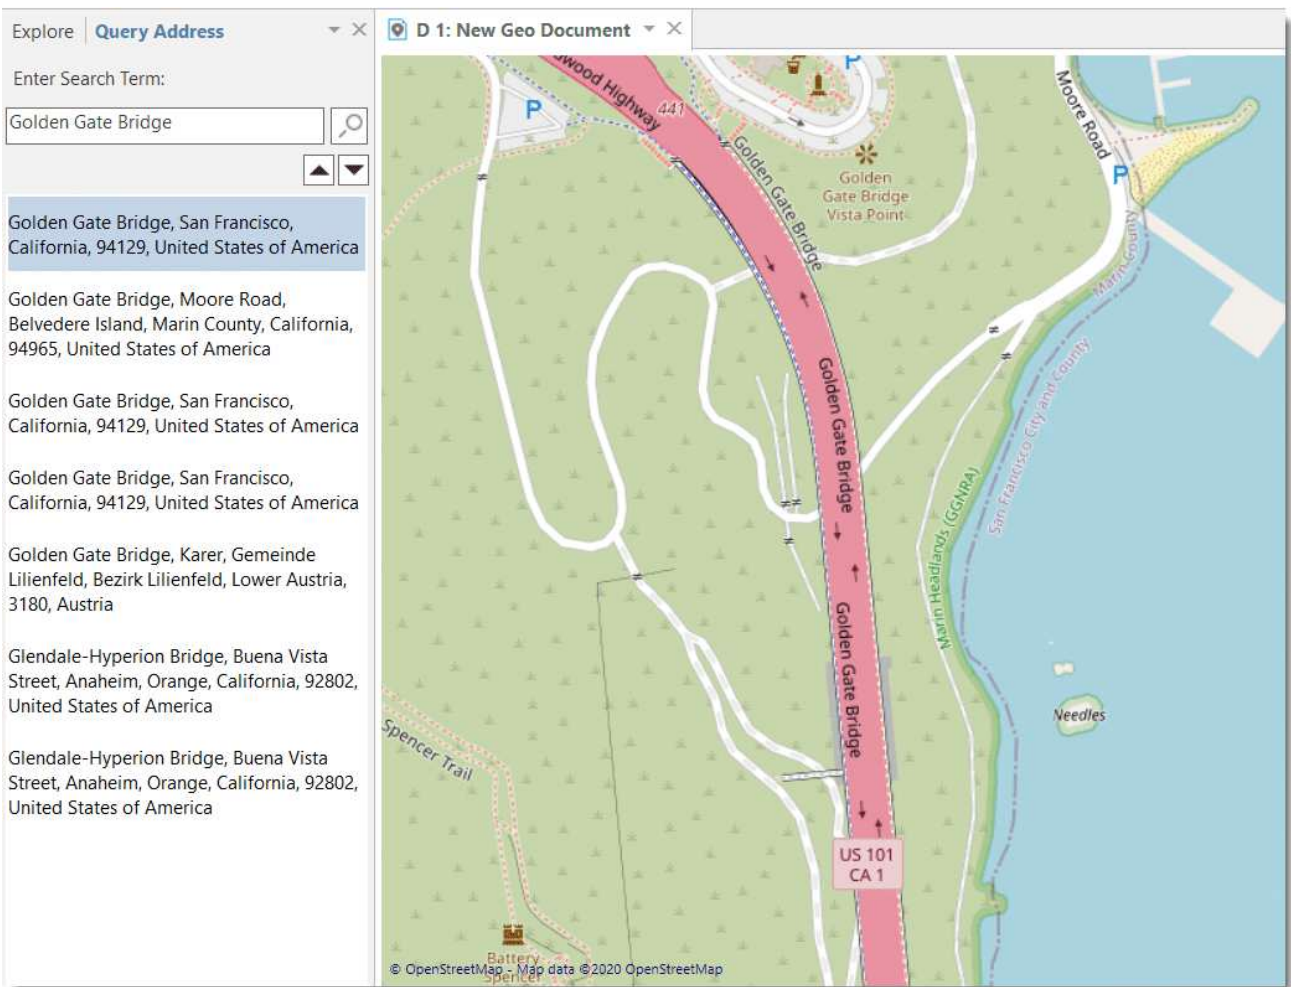 Explore
Query Address
D 1: New Geo Document
Enter Search Term:
Golden Gate Bridge
Golden Gate Bridge, San Francisco,
California, 94129, United States of America
Golden Gate Bridge, Moore Road,
Belvedere Island, Marin County, California,
94965, United States of America
Golden Gate Bridge, San Francisco,
California, 94129, United States of America
Golden Gate Bridge, San Francisco,
California, 94129, United States of America
Golden Gate Bridge, Karer, Gemeinde
Lilienfeld, Bezirk Lilienfeld, Lower Austria,
3180, Austria
Glendale-Hyperion Bridge, Buena Vista
Street, Anaheim, Orange, California, 92802,
United States of America
Glendale-Hyperion Bridge, Buena Vista
Street, Anaheim, Orange, California, 92802,
United States of America
P
P
wood Highway
441
Moore Road
Golden Gate Bridge
Golden
Gate Bridge
Vista Point
P
Marin County
Golden Gate Bridge
San Francisco City and County
Marin Headlands (GGNRA)
Golden Gate Bridge
Needles
Spencer Trail
US 101
CA 1
Battery
Spencer
© OpenStreetMap - Map data ©2020 OpenStreetMap